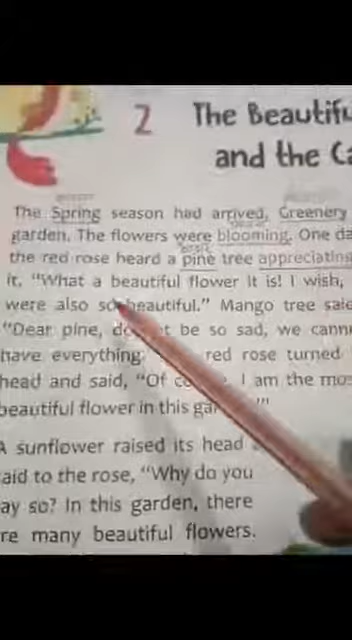 2
The Beautifu
and the Ca
The Spring season had arrived. Greenery
garden. The flowers were blooming. One da
the red rose heard a pine tree appreciating
it, “What a beautiful flower it is! I wish,
were also so beautiful.” Mango tree said
“Dear pine, be so sad, we cann
have everything. red rose turned
head and said, “Of I am the mos
beautiful flower in this gar
A sunflower raised its head
said to the rose, “Why do you
ay so? In this garden, there
re many beautiful flowers.